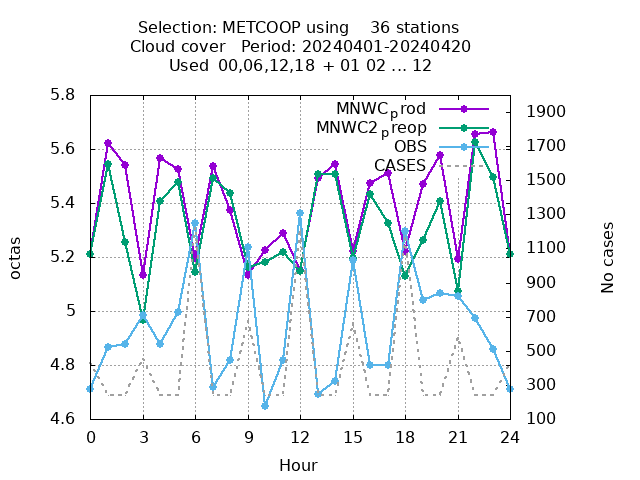 Selection: METCOOP using 36 stations
Cloud cover Period: 20240401-20240420
Used 00,06,12,18 + 01 02 ... 12
MNWC_prod
MNWC2_preop
OBS
CASES
octas
5.8
5.6
5.4
5.2
5
4.8
4.6
No cases
1900
1700
1500
1300
1100
900
700
500
300
100
0 3 6 9 12 15 18 21 24
Hour